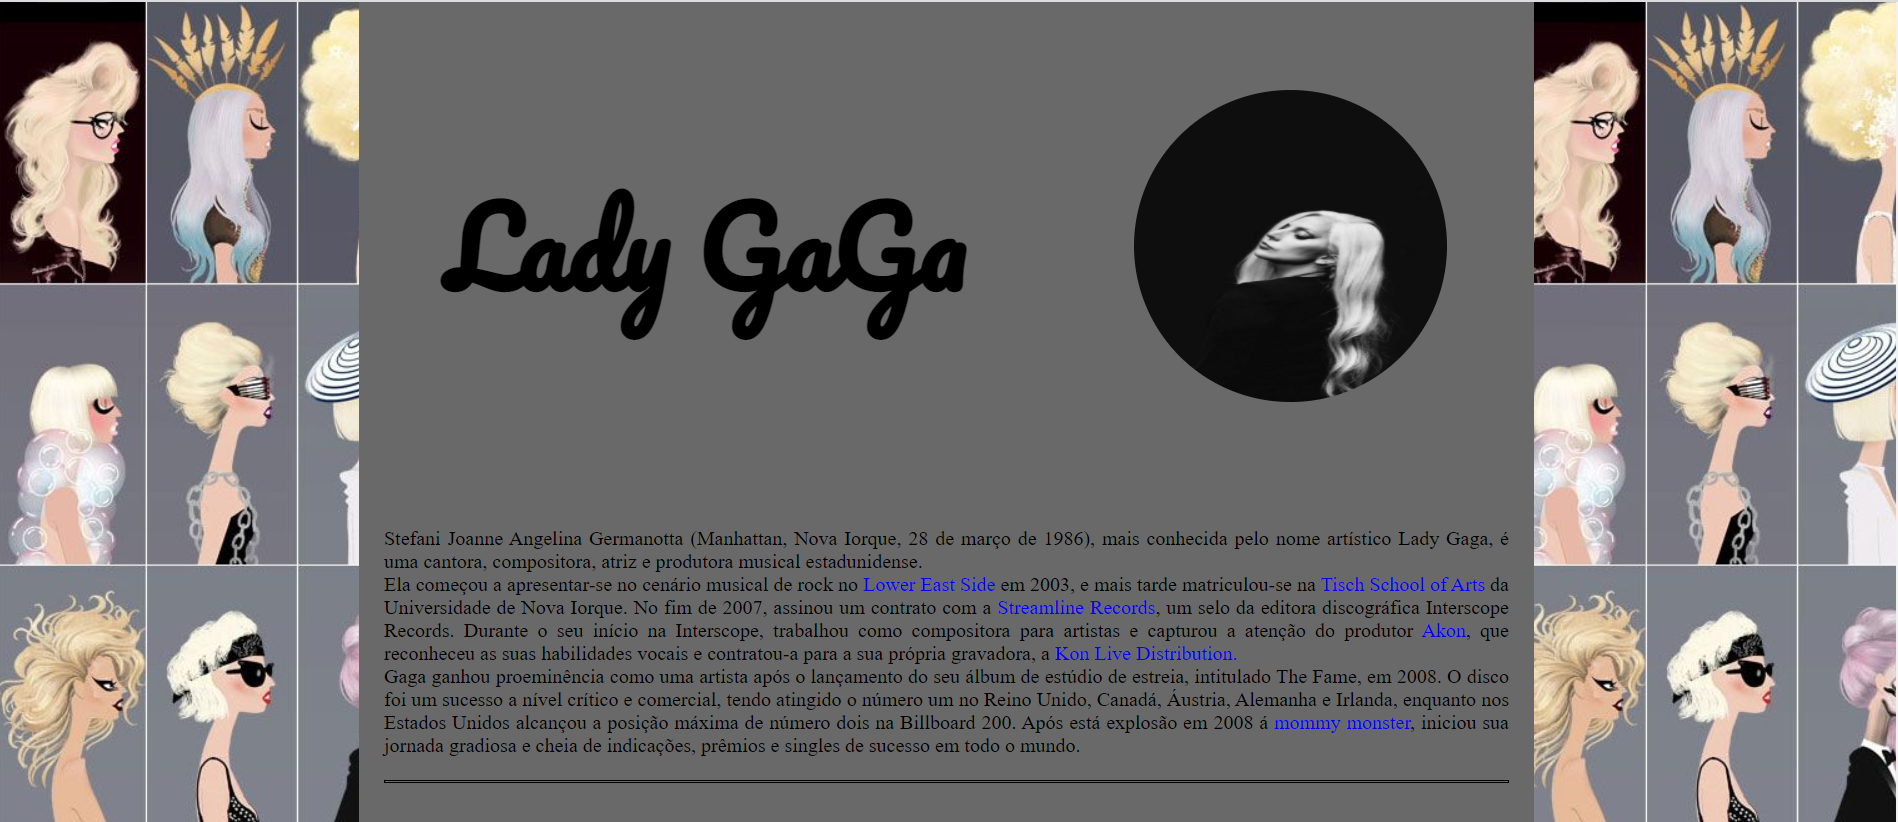 Lady GaGa
Stefani Joanne Angelina Germanotta (Manhattan, Nova Iorque, 28 de março de 1986), mais conhecida pelo nome artístico Lady Gaga, é
uma cantora, compositora, atriz e produtora musical estadunidense.
Ela começou a apresentar-se no cenário musical de rock no Lower East Side em 2003, e mais tarde matriculou-se na Tisch School of Arts da
Universidade de Nova Iorque. No fim de 2007, assinou um contrato com a Streamline Records, um selo da editora discográfica Interscope
Records. Durante o seu início na Interscope, trabalhou como compositora para artistas e capturou a atenção do produtor Akon, que
reconheceu as suas habilidades vocais e contratou-a para a sua própria gravadora, a Kon Live Distribution.
Gaga ganhou proeminência como uma artista após o lançamento do seu álbum de estúdio de estreia, intitulado The Fame, em 2008. O disco
foi um sucesso a nível crítico e comercial, tendo atingido o número um no Reino Unido, Canadá, Áustria, Alemanha e Irlanda, enquanto nos
Estados Unidos alcançou a posição máxima de número dois na Billboard 200. Após está explosão em 2008 á mommy monster, iniciou sua
jornada gradiosa e cheia de indicações, prêmios e singles de sucesso em todo o mundo.